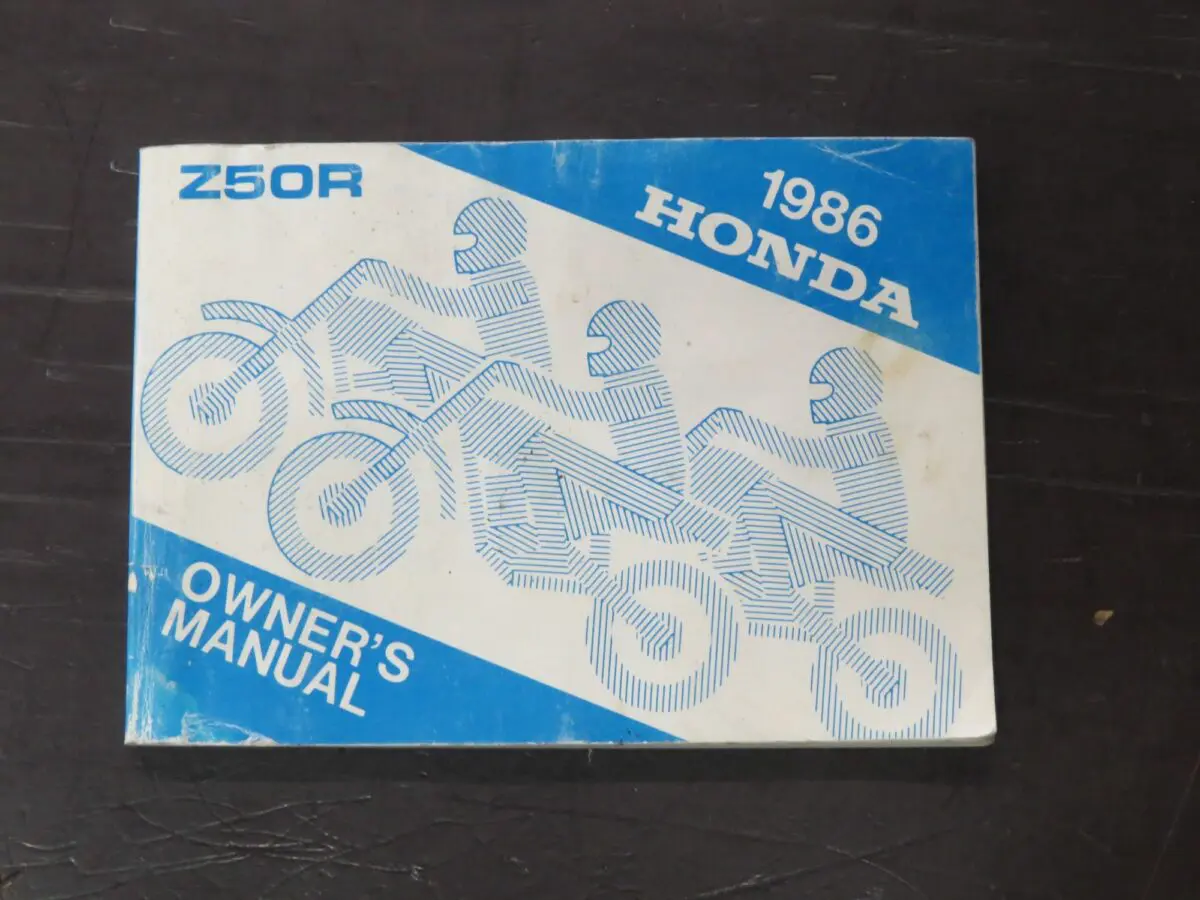 Z50R
1986
HONDA
OWNER'S
MANUAL